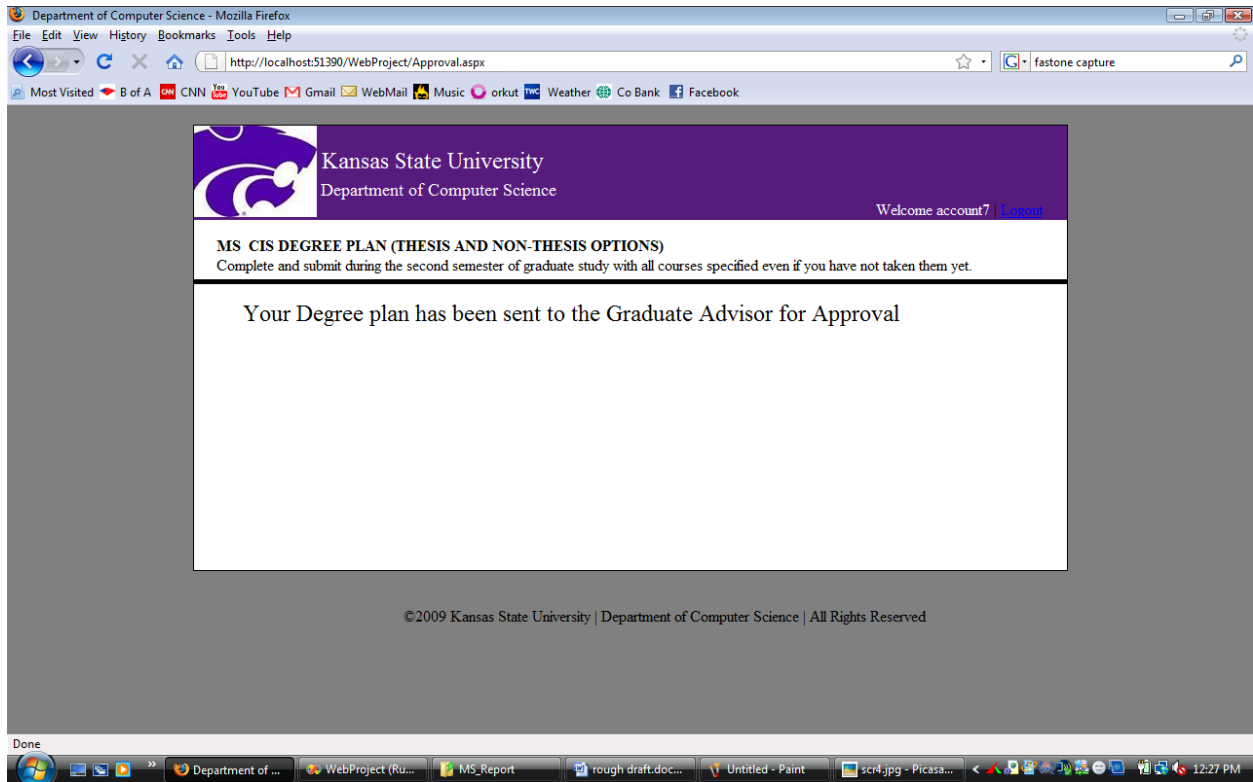 Department of Computer Science - Mozilla Firefox
File Edit View History Bookmarks Tools Help
http://localhost:51390/WebProject/Approval.aspx
G
fastone capture
Most Visited B of A CNN CNN You Tube YouTube Gmail WebMail Music orkut TWC Weather Co Bank Facebook
Kansas State University
Department of Computer Science
Welcome account7 | Logout
MS CIS DEGREE PLAN (THESIS AND NON-THESIS OPTIONS)
Complete and submit during the second semester of graduate study with all courses specified even if you have not taken them yet.
Your Degree plan has been sent to the Graduate Advisor for Approval
©2009 Kansas State University | Department of Computer Science | All Rights Reserved
Done
Department of ... WebProject (Ru... MS_Report rough draft.doc... Untitled - Paint scr4.jpg - Picasa... 12:27 PM